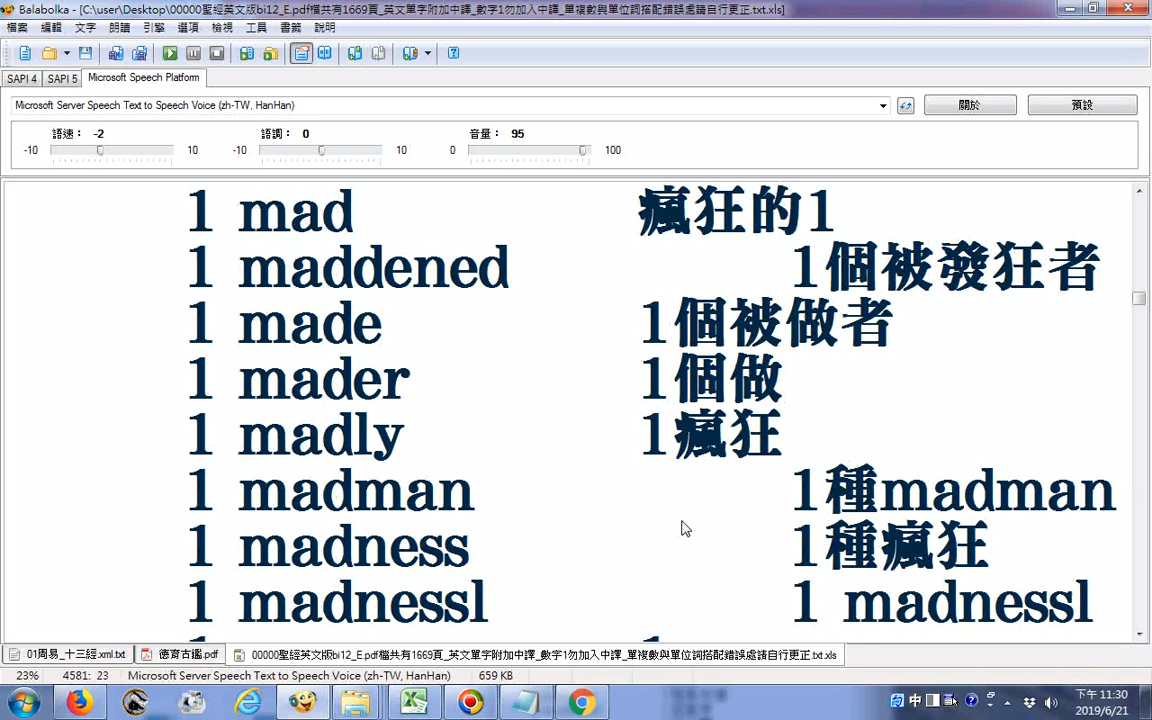 Balabolka - [C:\user\Desktop\00000聖經英文版bi12_E.pdf檔共有1669頁_英文單字附加中譯_數字1勿加入中譯_單複數與單位詞搭配錯誤處請自行更正.txt.xls]
檔案 編輯 文字 朗讀 引擎 選項 檢視 工具 書籤 說明
SAPI 4 SAPI 5 Microsoft Speech Platform
Microsoft Server Speech Text to Speech Voice (zh-TW, HanHan) 關於 預設
語速： -2 語調： 0 音量： 95
-10 10 -10 10 0 100
1 mad 瘋狂的1
1 maddened 1個被發狂者
1 made 1個被做者
1 mader 1個做
1 madly 1瘋狂
1 madman 1種madman
1 madness 1種瘋狂
1 madnessl 1 madnessl
01周易_十三經.xml.txt 德育古鑑.pdf 00000聖經英文版bi12_E.pdf檔共有1669頁_英文單字附加中譯_數字1勿加入中譯_單複數與單位詞搭配錯誤處請自行更正.txt.xls
23% 4581: 23 Microsoft Server Speech Text to Speech Voice (zh-TW, HanHan) 659 KB
中 下午 11:30
2019/6/21